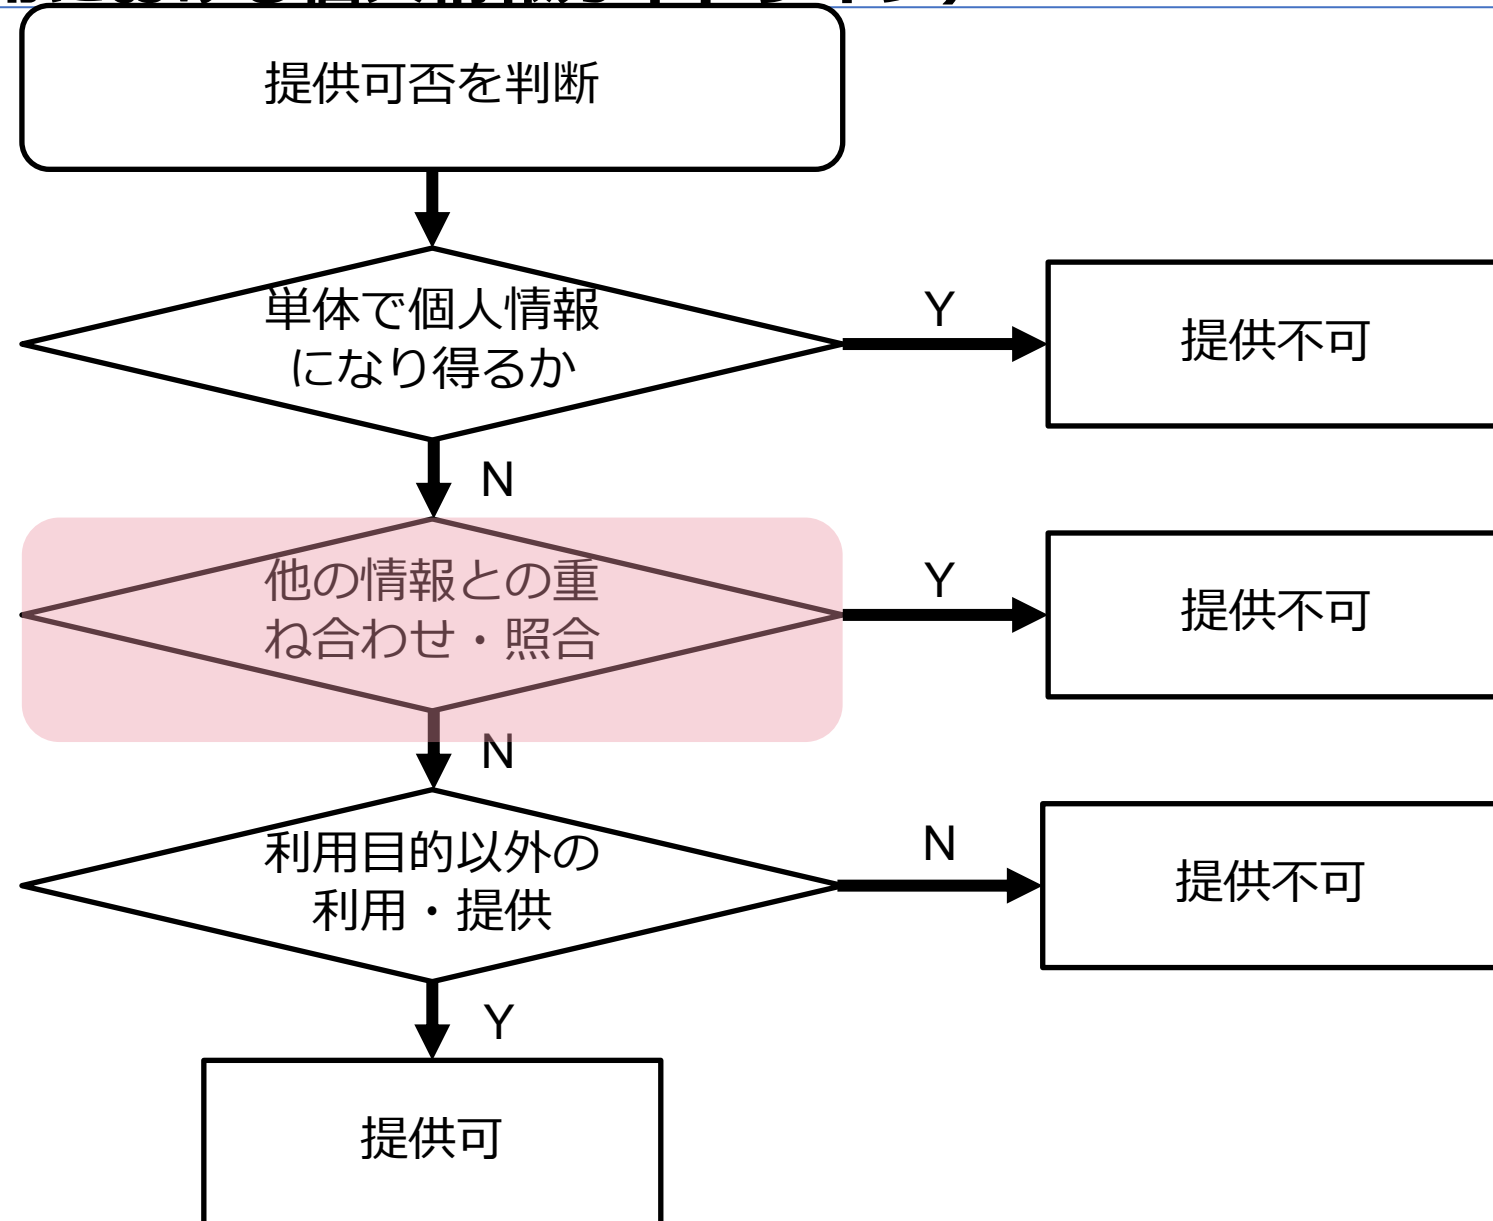 提供可否を判断
単体で個人情報
になり得るか
Y
提供不可
N
他の情報との重
ね合わせ・照合
Y
提供不可
N
利用目的以外の
利用・提供
N
提供不可
Y
提供可